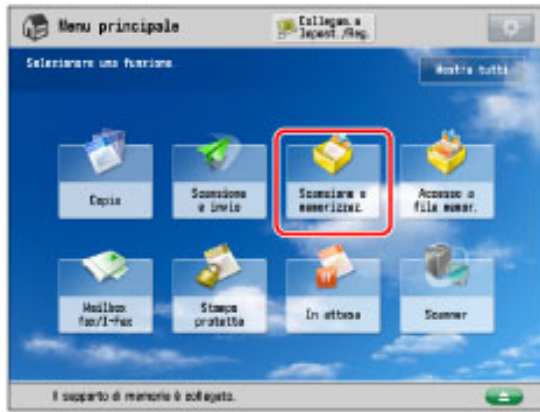 Menu principale
Collegam.a
Impost./Reg.
Selezionare una funzione.
Mostra tutti
Copia
Scansione
e invio
Scansione e
memorizzaz.
Accesso a
file memor.
Mailbox
fax/I-Fax
Stampa
protetta
In attesa
Scanner
Il supporto di memoria è collegato.